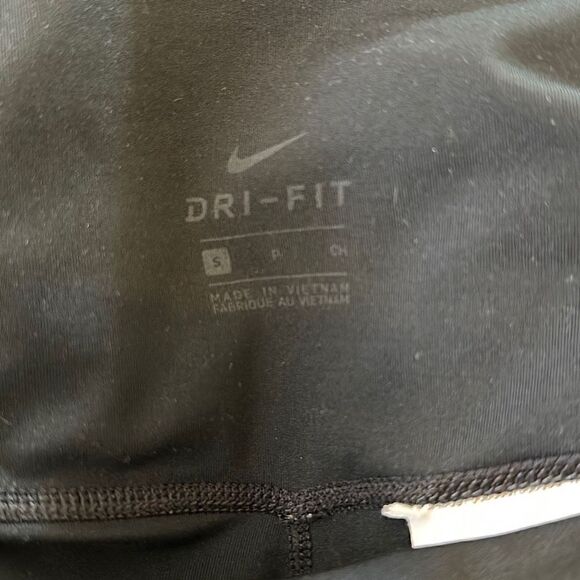 DRI-FIT
S P CH
MADE IN VIETNAM
FABRIQUE AU VIETNAM